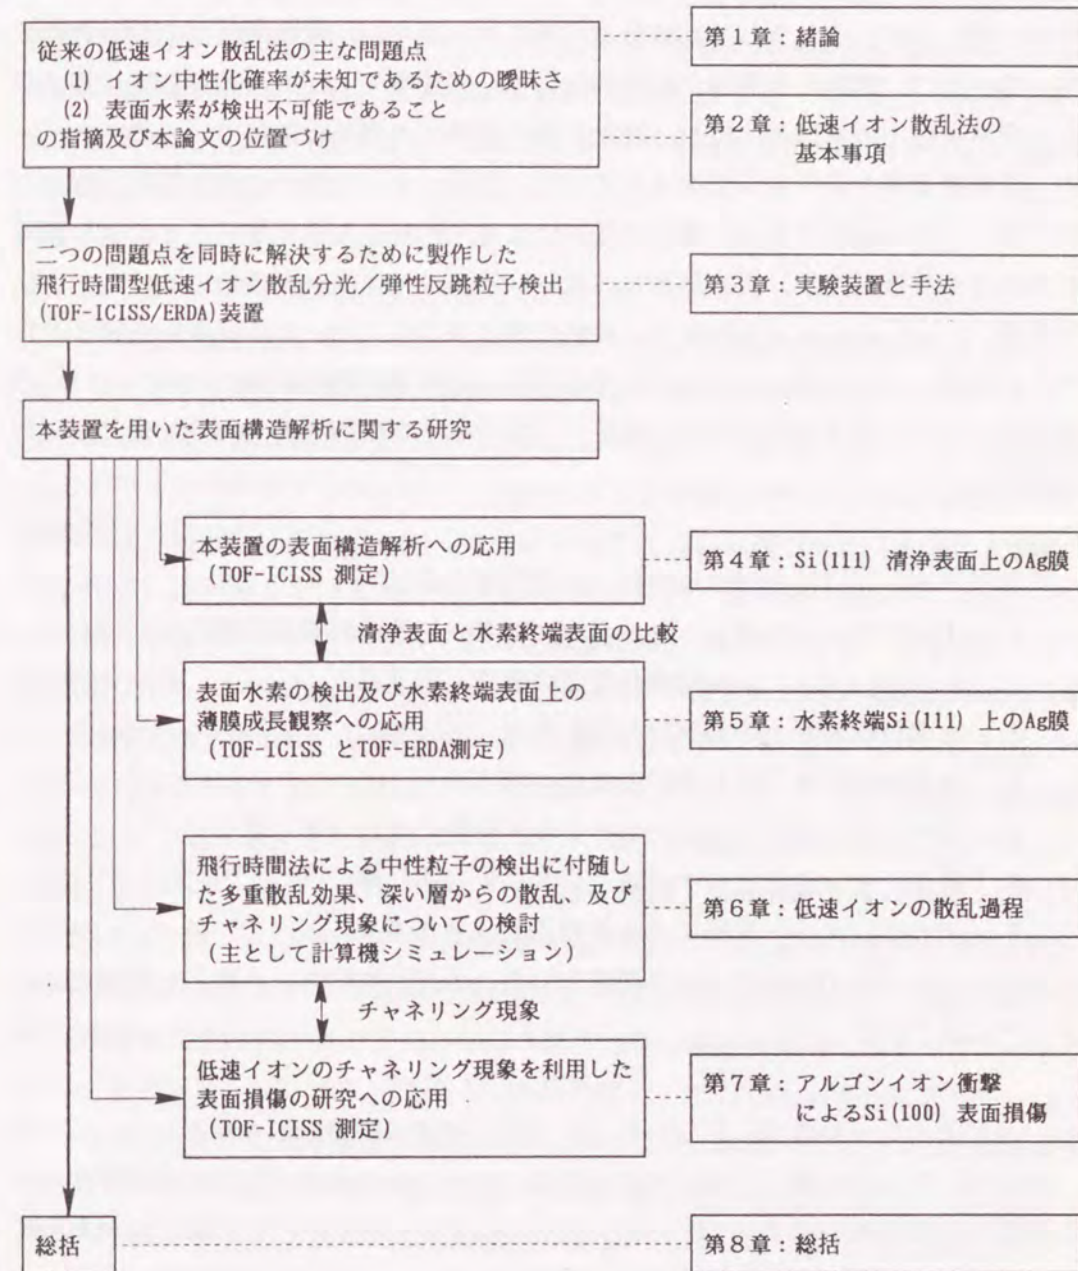 従来の低速イオン散乱法の主な問題点
(1) イオン中性化確率が未知であるための曖昧さ
(2) 表面水素が検出不可能であること
の指摘及び本論文の位置づけ
第1章:緒論
第2章:低速イオン散乱法の
基本事項
二つの問題点を同時に解決するために製作した
飛行時間型低速イオン散乱分光/弾性反跳粒子検出
(TOF-ICISS/ERDA)装置
第3章:実験装置と手法
本装置を用いた表面構造解析に関する研究
本装置の表面構造解析への応用
(TOF-ICISS 測定)
第4章:Si(111) 清浄表面上のAg膜
清浄表面と水素終端表面の比較
表面水素の検出及び水素終端表面上の
薄膜成長観察への応用
(TOF-ICISS とTOF-ERDA測定)
第5章:水素終端Si(111) 上のAg膜
飛行時間法による中性粒子の検出に付随し
た多重散乱効果、深い層からの散乱、及び
チャネリング現象についての検討
(主として計算機シミュレーション)
第6章:低速イオンの散乱過程
チャネリング現象
低速イオンのチャネリング現象を利用した
表面損傷の研究への応用
(TOF-ICISS 測定)
第7章:アルゴンイオン衝撃
によるSi(100) 表面損傷
総括
第8章:総括